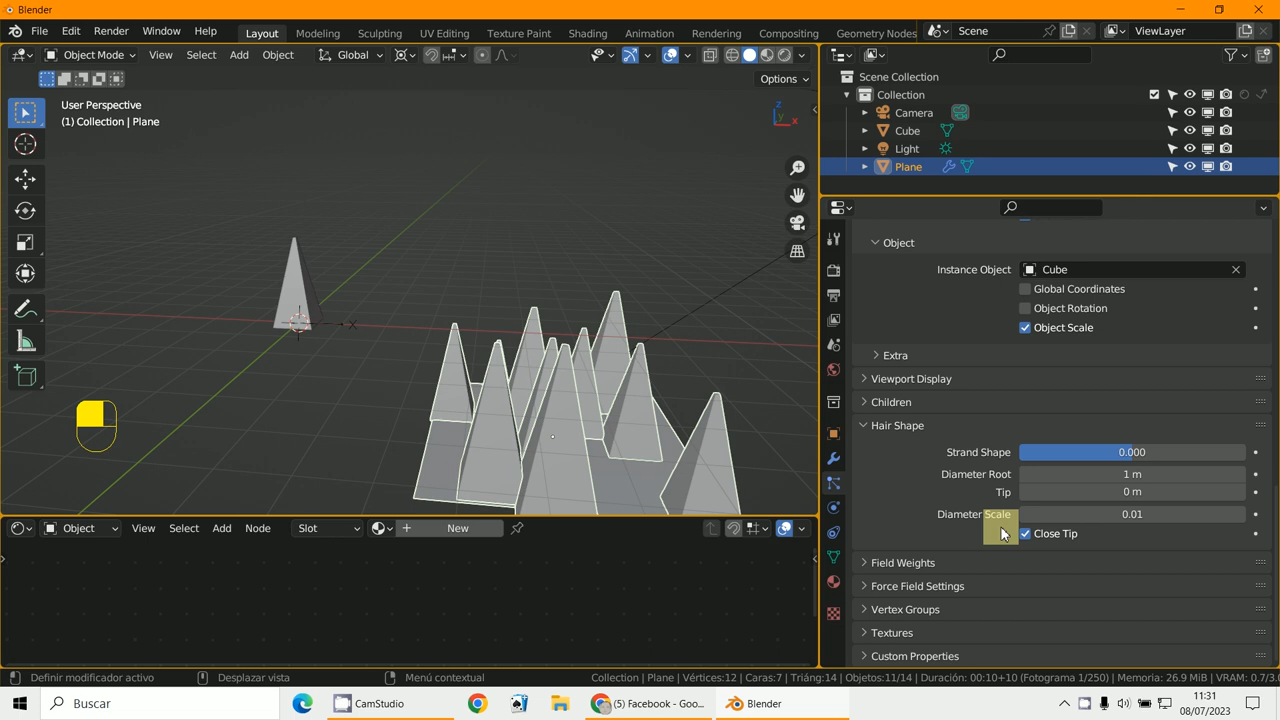 Blender
File Edit Render Window Help Layout Modeling Sculpting UV Editing Texture Paint Shading Animation Rendering Compositing Geometry Nodes Scene ViewLayer
Object Mode View Select Add Object Global
Options
User Perspective
(1) Collection | Plane
Z
Y
X
Scene Collection
Collection
Camera
Cube
Light
Plane
Object
Instance Object Cube
Global Coordinates
Object Rotation
Object Scale
Extra
Viewport Display
Children
Hair Shape
Strand Shape 0.000
Diameter Root 1 m
Tip 0 m
Diameter Scale 0.01
Close Tip
Field Weights
Force Field Settings
Vertex Groups
Textures
Custom Properties
Object View Select Add Node Slot New
Definir modificador activo Desplazar vista Menú contextual Collection | Plane | Vértices:12 | Caras:7 | Triáng:14 | Objetos:11/14 | Duración: 00:10+10 (Fotograma 1/250) | Memoria: 26.9 MiB | VRAM: 0.7/3.0
Buscar CamStudio (5) Facebook - Goo... Blender 11:31
08/07/2023